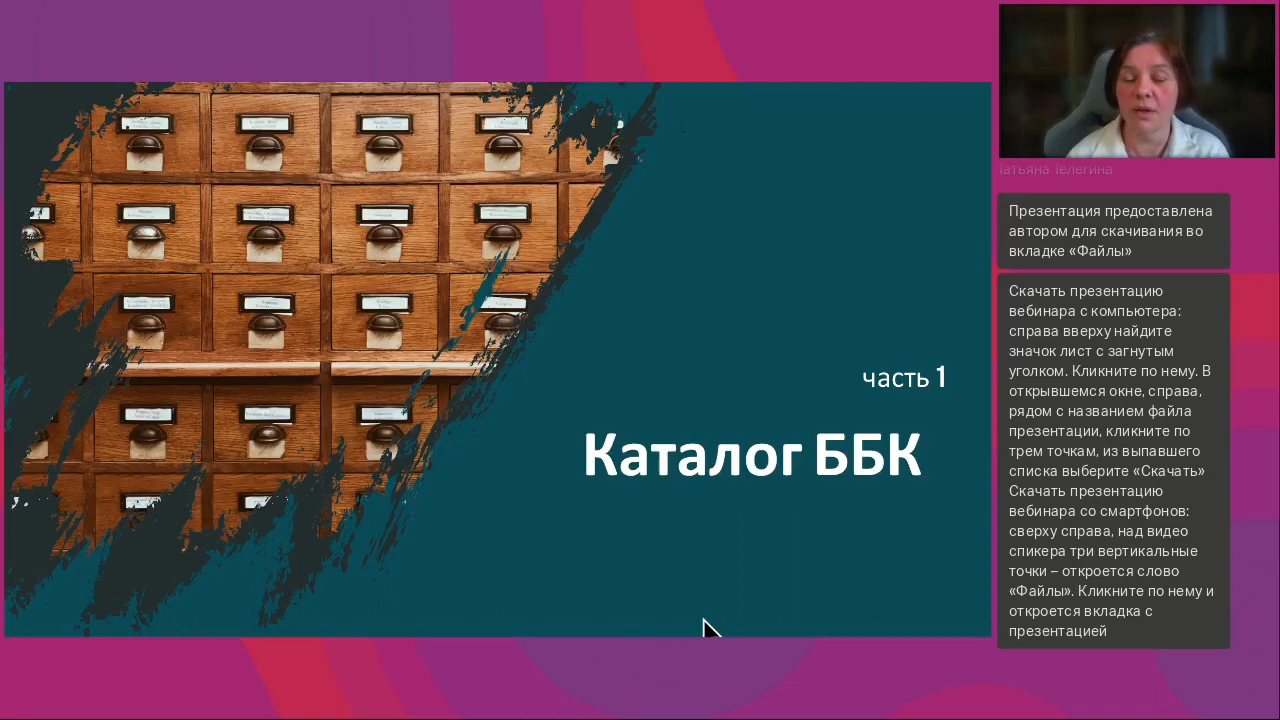 часть 1
Каталог ББК
Татьяна Телегина
Презентация предоставлена
автором для скачивания во
вкладке «Файлы»
Скачать презентацию
вебинара с компьютера:
справа вверху найдите
значок лист с загнутым
уголком. Кликните по нему. В
открывшемся окне, справа,
рядом с названием файла
презентации, кликните по
трем точкам, из выпавшего
списка выберите «Скачать»
Скачать презентацию
вебинара со смартфонов:
сверху справа, над видео
спикера три вертикальные
точки – откроется слово
«Файлы». Кликните по нему и
откроется вкладка с
презентацией